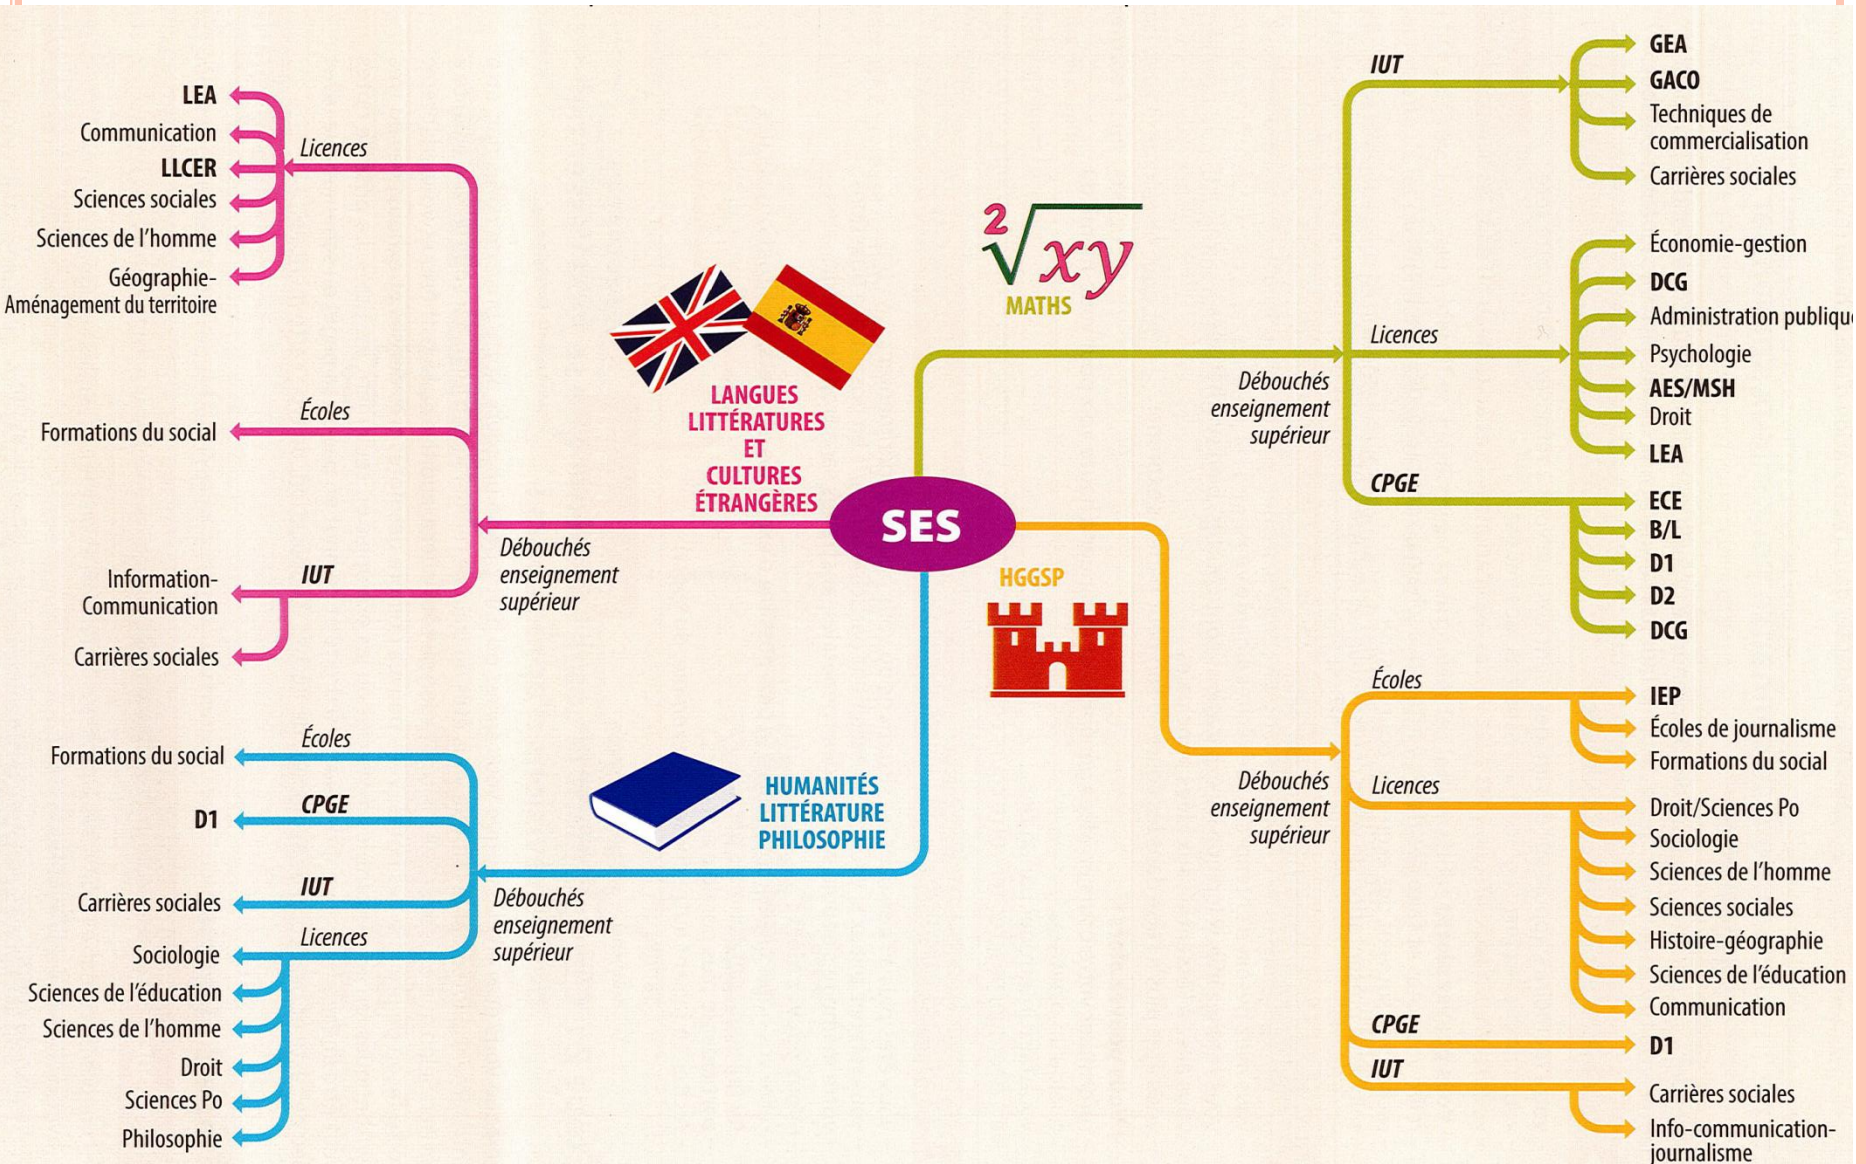 LEA
Communication
LLCER
Sciences sociales
Sciences de l'homme
Géographie-
Aménagement du territoire
Licences
Formations du social
Écoles
Information-
Communication
IUT
Carrières sociales
Débouchés
enseignement
supérieur
LANGUES
LITTÉRATURES
ET
CULTURES
ÉTRANGÈRES
2
√xy
MATHS
SES
HGGSP
Débouchés
enseignement
supérieur
IUT
GEA
GACO
Techniques de
commercialisation
Carrières sociales
Licences
Économie-gestion
DCG
Administration publiqu
Psychologie
AES/MSH
Droit
LEA
CPGE
ECE
B/L
D1
D2
DCG
Formations du social
Écoles
D1
CPGE
Carrières sociales
IUT
Licences
Sociologie
Sciences de l'éducation
Sciences de l'homme
Droit
Sciences Po
Philosophie
Débouchés
enseignement
supérieur
HUMANITÉS
LITTÉRATURE
PHILOSOPHIE
Débouchés
enseignement
supérieur
Écoles
IEP
Écoles de journalisme
Formations du social
Licences
Droit/Sciences Po
Sociologie
Sciences de l'homme
Sciences sociales
Histoire-géographie
Sciences de l'éducation
Communication
CPGE
D1
IUT
Carrières sociales
Info-communication-
journalisme